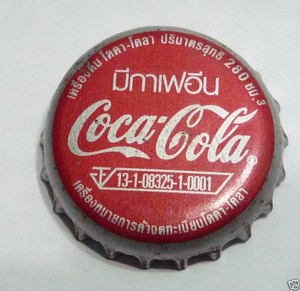 เครื่องดื่ม โคคา-โคลา ปริมาตรสุทธิ 280 ซม.3
มีกาเฟอีน
Coca-Cola
®
13-1-08325-1-0001
เครื่องหมายการค้าจดทะเบียนโคคา-โคลา